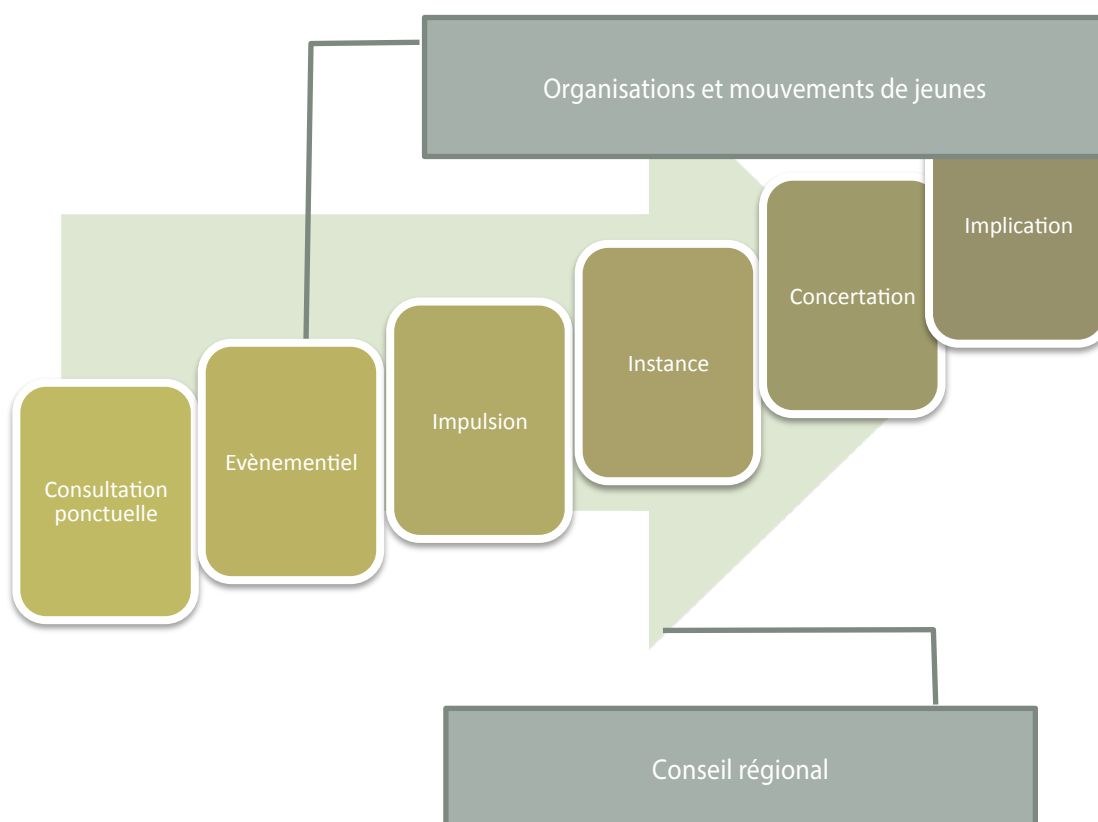 Organisations et mouvements de jeunes
Implication
Concertation
Instance
Impulsion
Evènementiel
Consultation
ponctuelle
Conseil régional